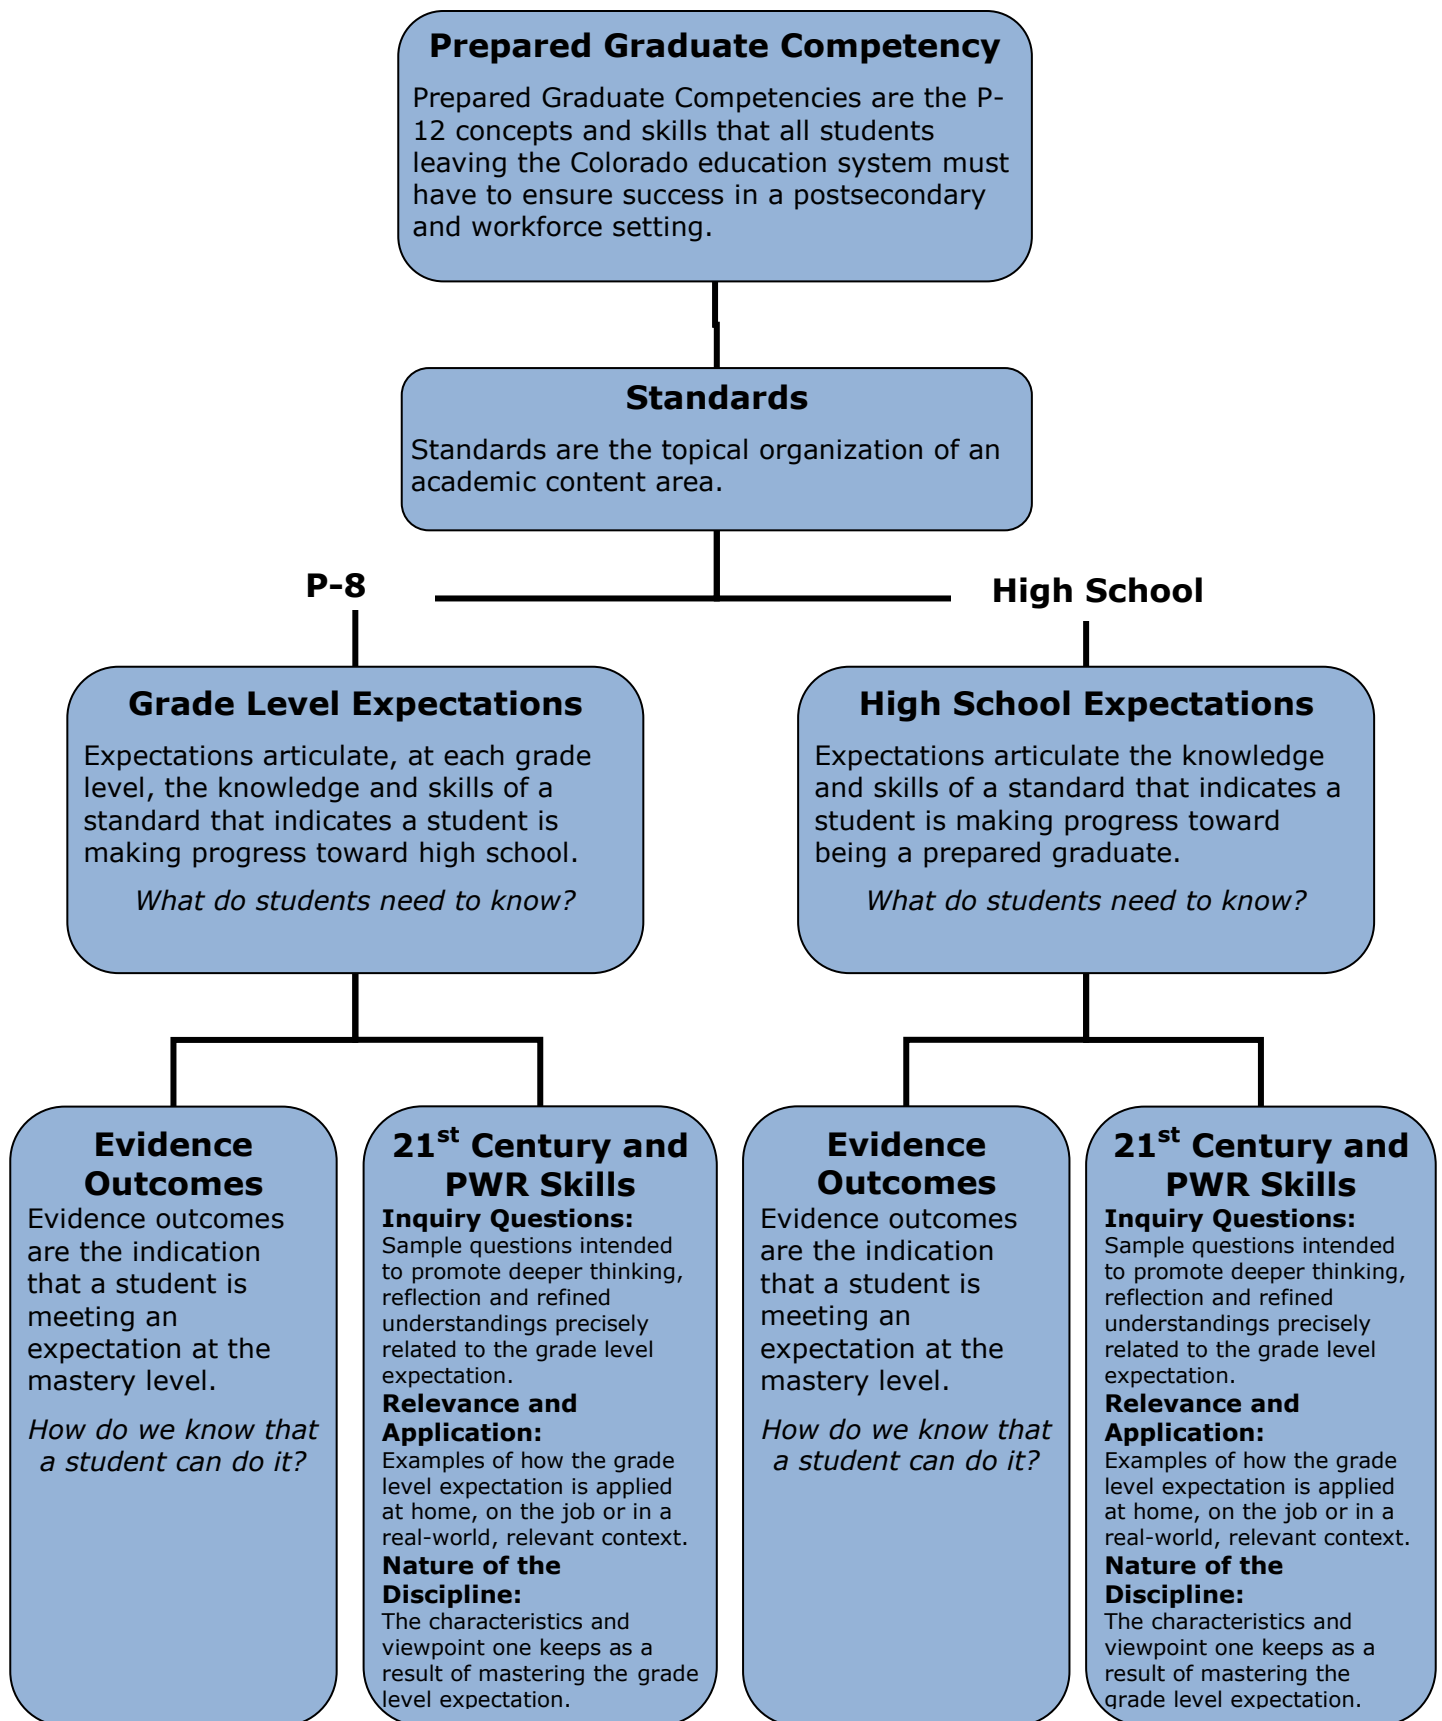 Prepared Graduate Competency
Prepared Graduate Competencies are the P-
12 concepts and skills that all students
leaving the Colorado education system must
have to ensure success in a postsecondary
and workforce setting.
Standards
Standards are the topical organization of an
academic content area.
P-8
High School
Grade Level Expectations
Expectations articulate, at each grade
level, the knowledge and skills of a
standard that indicates a student is
making progress toward high school.
What do students need to know?
High School Expectations
Expectations articulate the knowledge
and skills of a standard that indicates a
student is making progress toward
being a prepared graduate.
What do students need to know?
Evidence
Outcomes
Evidence outcomes
are the indication
that a student is
meeting an
expectation at the
mastery level.
How do we know that
a student can do it?
21st Century and
PWR Skills
Inquiry Questions:
Sample questions intended
to promote deeper thinking,
reflection and refined
understandings precisely
related to the grade level
expectation.
Relevance and
Application:
Examples of how the grade
level expectation is applied
at home, on the job or in a
real-world, relevant context.
Nature of the
Discipline:
The characteristics and
viewpoint one keeps as a
result of mastering the grade
level expectation.
Evidence
Outcomes
Evidence outcomes
are the indication
that a student is
meeting an
expectation at the
mastery level.
How do we know that
a student can do it?
21st Century and
PWR Skills
Inquiry Questions:
Sample questions intended
to promote deeper thinking,
reflection and refined
understandings precisely
related to the grade level
expectation.
Relevance and
Application:
Examples of how the grade
level expectation is applied
at home, on the job or in a
real-world, relevant context.
Nature of the
Discipline:
The characteristics and
viewpoint one keeps as a
result of mastering the
grade level expectation.